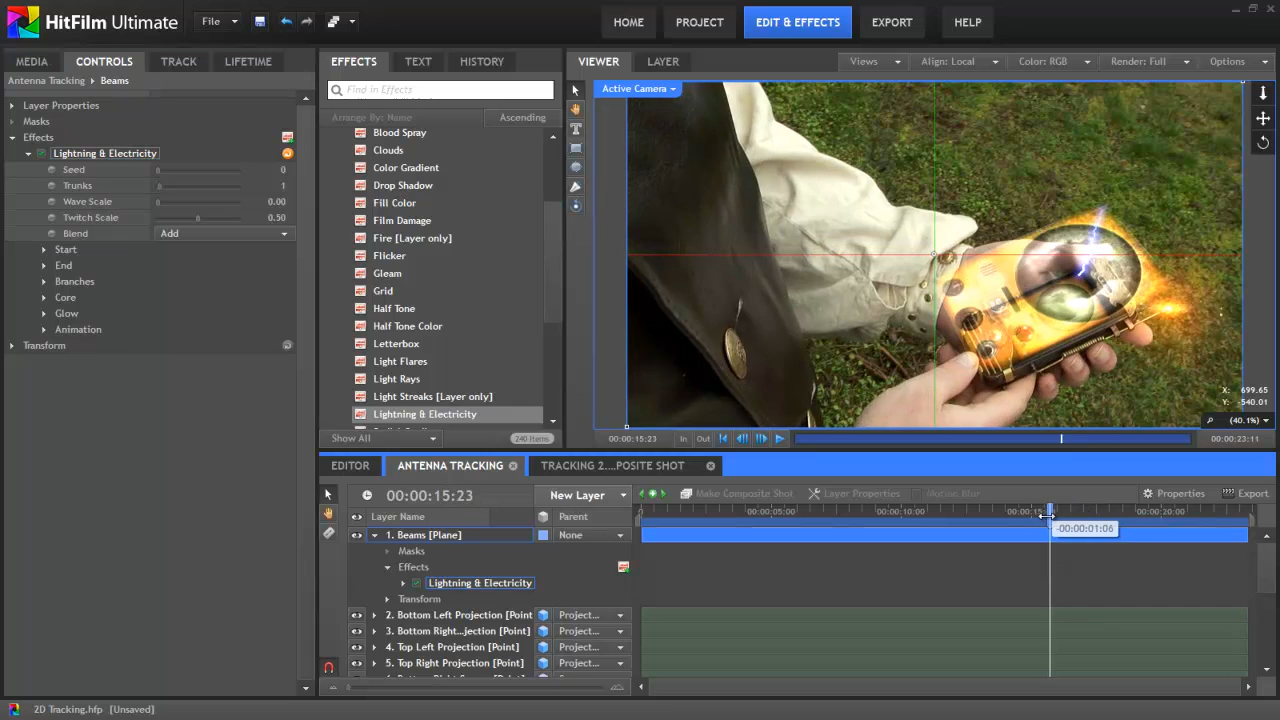 HitFilm Ultimate
File
HOME
PROJECT
EDIT & EFFECTS
EXPORT
HELP
MEDIA
CONTROLS
TRACK
LIFETIME
Antenna Tracking > Beams
Layer Properties
Masks
Effects
Lightning & Electricity
Seed 0
Trunks 1
Wave Scale 0.00
Twitch Scale 0.50
Blend Add
Start
End
Branches
Core
Glow
Animation
Transform
EFFECTS
TEXT
HISTORY
Find in Effects
Arrange By: Name
Ascending
Blood Spray
Clouds
Color Gradient
Drop Shadow
Fill Color
Film Damage
Fire [Layer only]
Flicker
Gleam
Grid
Half Tone
Half Tone Color
Letterbox
Light Flares
Light Rays
Light Streaks [Layer only]
Lightning & Electricity
Show All
240 Items
VIEWER
LAYER
Views
Align: Local
Color: RGB
Render: Full
Options
Active Camera
X: 699.65
Y: -540.01
(40.1%)
00:00:15:23
In
Out
00:00:23:11
EDITOR
ANTENNA TRACKING
TRACKING 2....POSITE SHOT
00:00:15:23
New Layer
Make Composite Shot
Layer Properties
Motion Blur
Properties
Export
Layer Name
Parent
0
00:00:05:00
00:00:10:00
00:00:20:00
-00:00:01:06
1. Beams [Plane]
None
Masks
Effects
Lightning & Electricity
Transform
2. Bottom Left Projection [Point
Project...
3. Bottom Right...jection [Point]
Project...
4. Top Left Projection [Point]
Project...
5. Top Right Projection [Point]
Project...
2D Tracking.hfp [Unsaved]